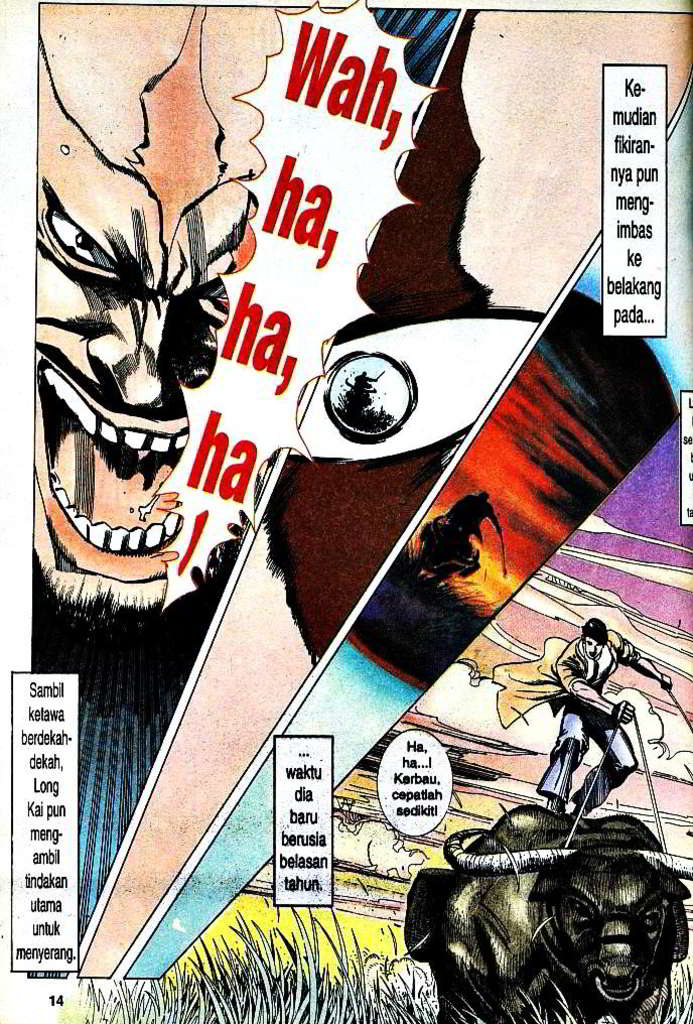 Wah,
ha,
ha,
ha
!
Ke-
mudian
fikiran-
nya pun
meng-
imbas
ke
belakang
pada...
Sambil
ketawa
berdekah-
dekah,
Long
Kai pun
meng-
ambil
tindakan
utama
untuk
menyerang.
...
waktu
dia
baru
berusia
belasan
tahun.
Ha,
ha...!
Kerbau,
cepatlah
sedikit!
14